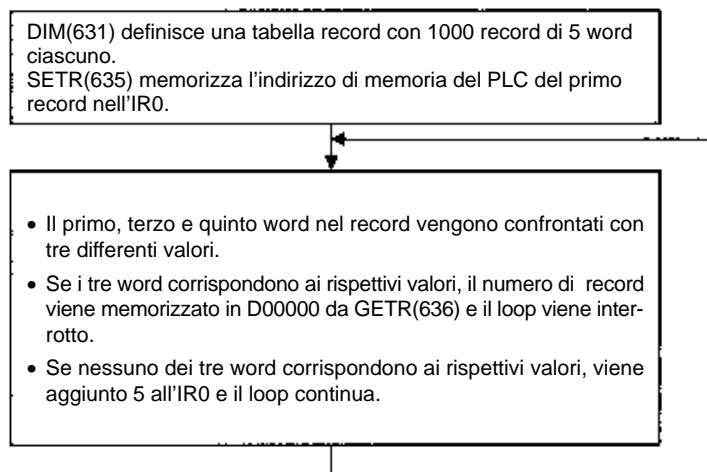 DIM(631) definisce una tabella record con 1000 record di 5 word
ciascuno.
SETR(635) memorizza l'indirizzo di memoria del PLC del primo
record nell'IR0.
• Il primo, terzo e quinto word nel record vengono confrontati con
tre differenti valori.
• Se i tre word corrispondono ai rispettivi valori, il numero di record
viene memorizzato in D00000 da GETR(636) e il loop viene inter-
rotto.
• Se nessuno dei tre word corrispondono ai rispettivi valori, viene
aggiunto 5 all'IR0 e il loop continua.